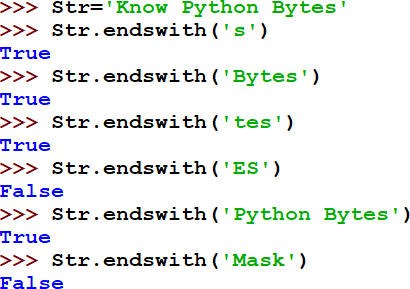 >>> Str='Know Python Bytes'
>>> Str.endswith('s')
True
>>> Str.endswith('Bytes')
True
>>> Str.endswith('tes')
True
>>> Str.endswith('ES')
False
>>> Str.endswith('Python Bytes')
True
>>> Str.endswith('Mask')
False